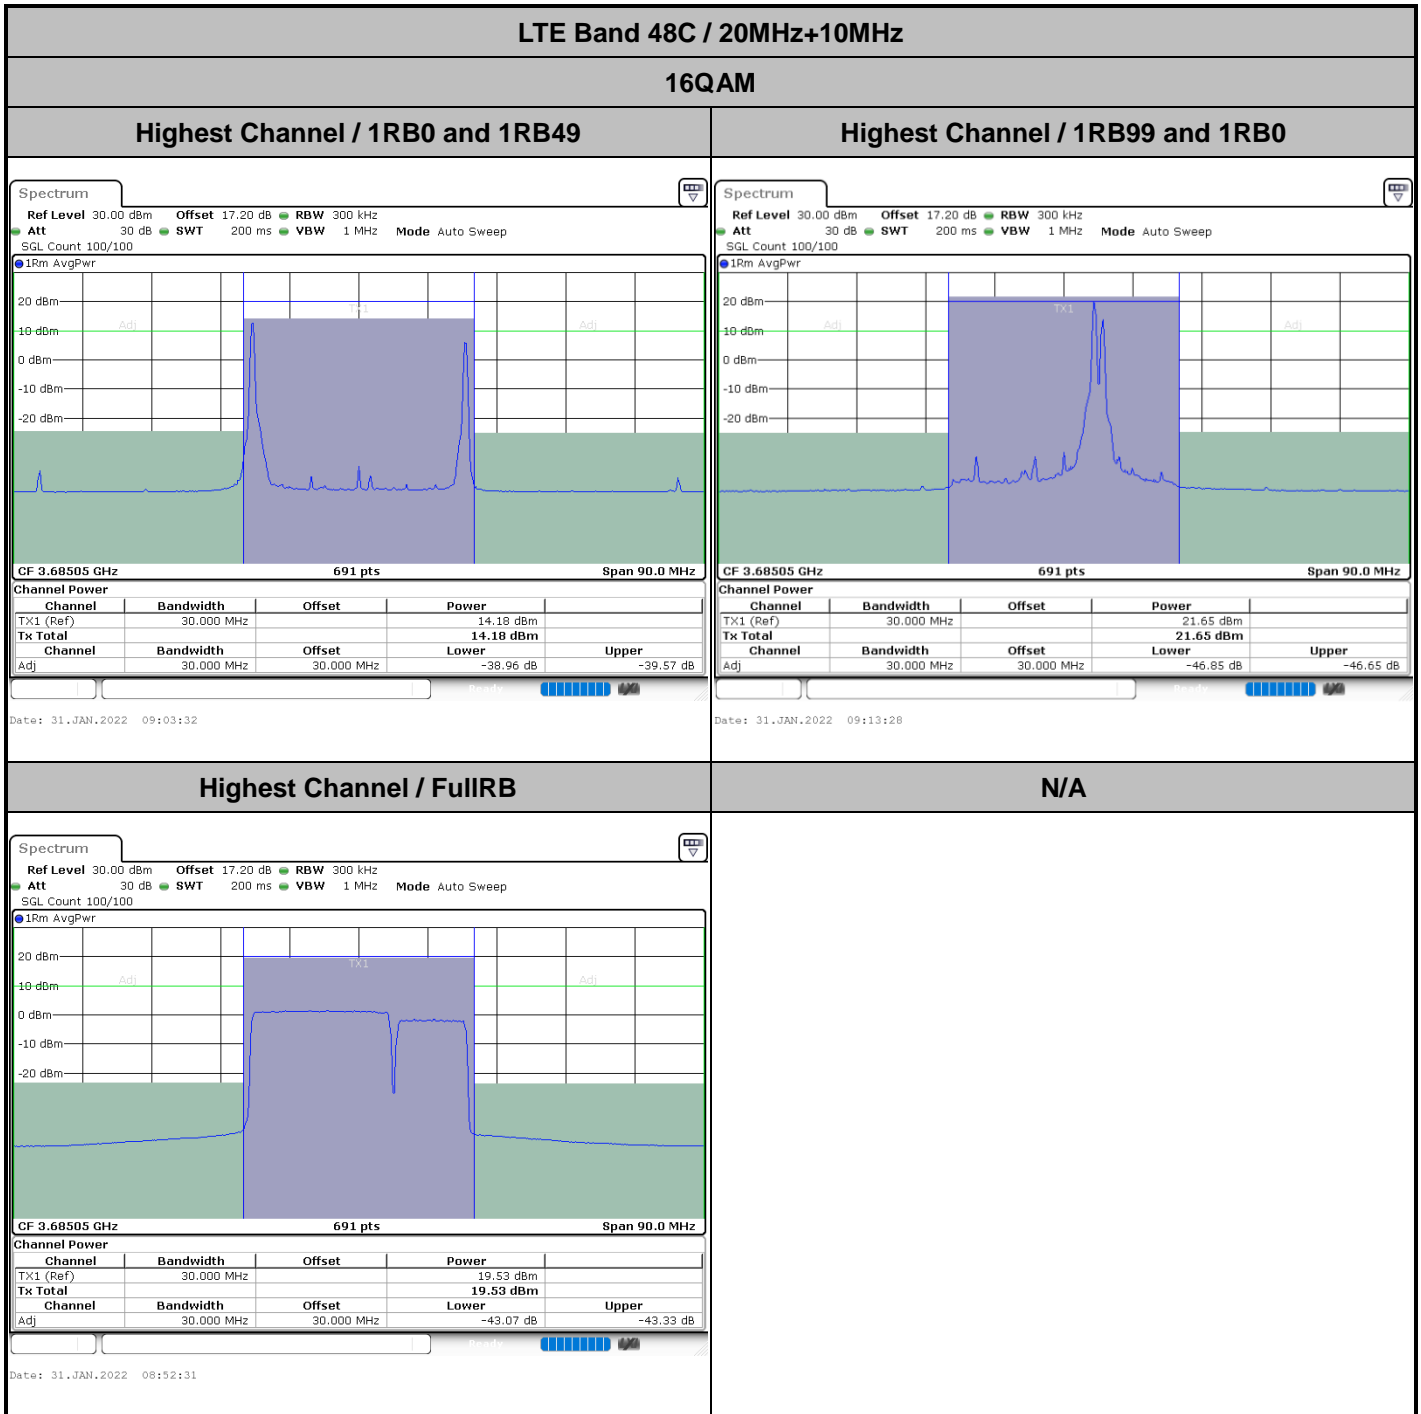 LTE Band 48C / 20MHz+10MHz
16QAM
Highest Channel / 1RB0 and 1RB49
Highest Channel / 1RB99 and 1RB0
Spectrum
Ref Level 30.00 dBm Offset 17.20 dB RBW 300 kHz
Att 30 dB SWT 200 ms VBW 1 MHz Mode Auto Sweep
SGL Count 100/100
1Rm AvgPwr
20 dBm
10 dBm
0 dBm
-10 dBm
-20 dBm
Adj
TX1
Adj
CF 3.68505 GHz 691 pts Span 90.0 MHz
Channel Power
Channel Bandwidth Offset Power
TX1 (Ref) 30.000 MHz 14.18 dBm
Tx Total 14.18 dBm
Channel Bandwidth Offset Lower Upper
Adj 30.000 MHz 30.000 MHz -38.96 dB -39.57 dB
Ready
Date: 31.JAN.2022 09:03:32
Spectrum
Ref Level 30.00 dBm Offset 17.20 dB RBW 300 kHz
Att 30 dB SWT 200 ms VBW 1 MHz Mode Auto Sweep
SGL Count 100/100
1Rm AvgPwr
20 dBm
10 dBm
0 dBm
-10 dBm
-20 dBm
Adj
TX1
Adj
CF 3.68505 GHz 691 pts Span 90.0 MHz
Channel Power
Channel Bandwidth Offset Power
TX1 (Ref) 30.000 MHz 21.65 dBm
Tx Total 21.65 dBm
Channel Bandwidth Offset Lower Upper
Adj 30.000 MHz 30.000 MHz -46.85 dB -46.65 dB
Ready
Date: 31.JAN.2022 09:13:28
Highest Channel / FullRB
N/A
Spectrum
Ref Level 30.00 dBm Offset 17.20 dB RBW 300 kHz
Att 30 dB SWT 200 ms VBW 1 MHz Mode Auto Sweep
SGL Count 100/100
1Rm AvgPwr
20 dBm
10 dBm
0 dBm
-10 dBm
-20 dBm
Adj
TX1
Adj
CF 3.68505 GHz 691 pts Span 90.0 MHz
Channel Power
Channel Bandwidth Offset Power
TX1 (Ref) 30.000 MHz 19.53 dBm
Tx Total 19.53 dBm
Channel Bandwidth Offset Lower Upper
Adj 30.000 MHz 30.000 MHz -43.07 dB -43.33 dB
Ready
Date: 31.JAN.2022 08:52:31